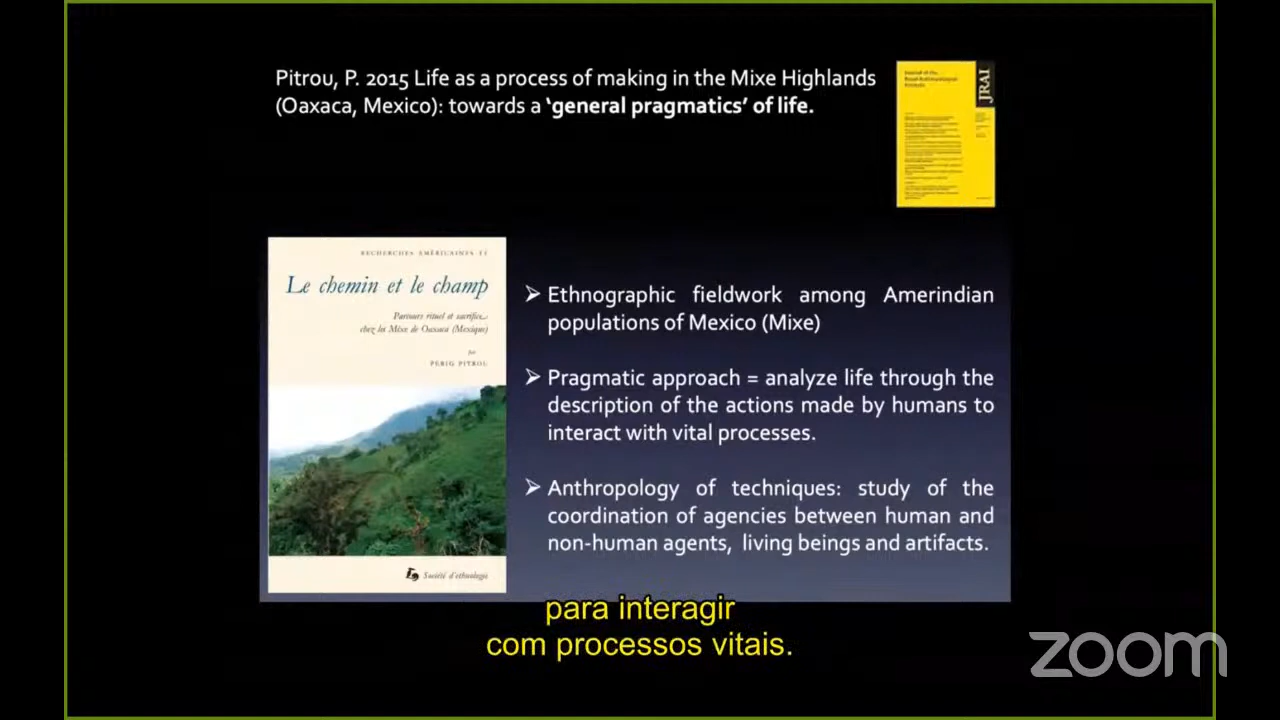 Pitrou, P. 2015 Life as a process of making in the Mixe Highlands
(Oaxaca, Mexico): towards a ‘general pragmatics’ of life.
JRAI
RECHERCHES AMÉRICAINES
Le chemin et le champ
Parcours rituel et sacrifice
chez les Mixe de Oaxaca (Mexique)
par
PERIG PITROU
Société d'ethnologie
➢ Ethnographic fieldwork among Amerindian
populations of Mexico (Mixe)
➢ Pragmatic approach = analyze life through the
description of the actions made by humans to
interact with vital processes.
➢ Anthropology of techniques: study of the
coordination of agencies between human and
non-human agents, living beings and artifacts.
para interagir
com processos vitais.
zoom